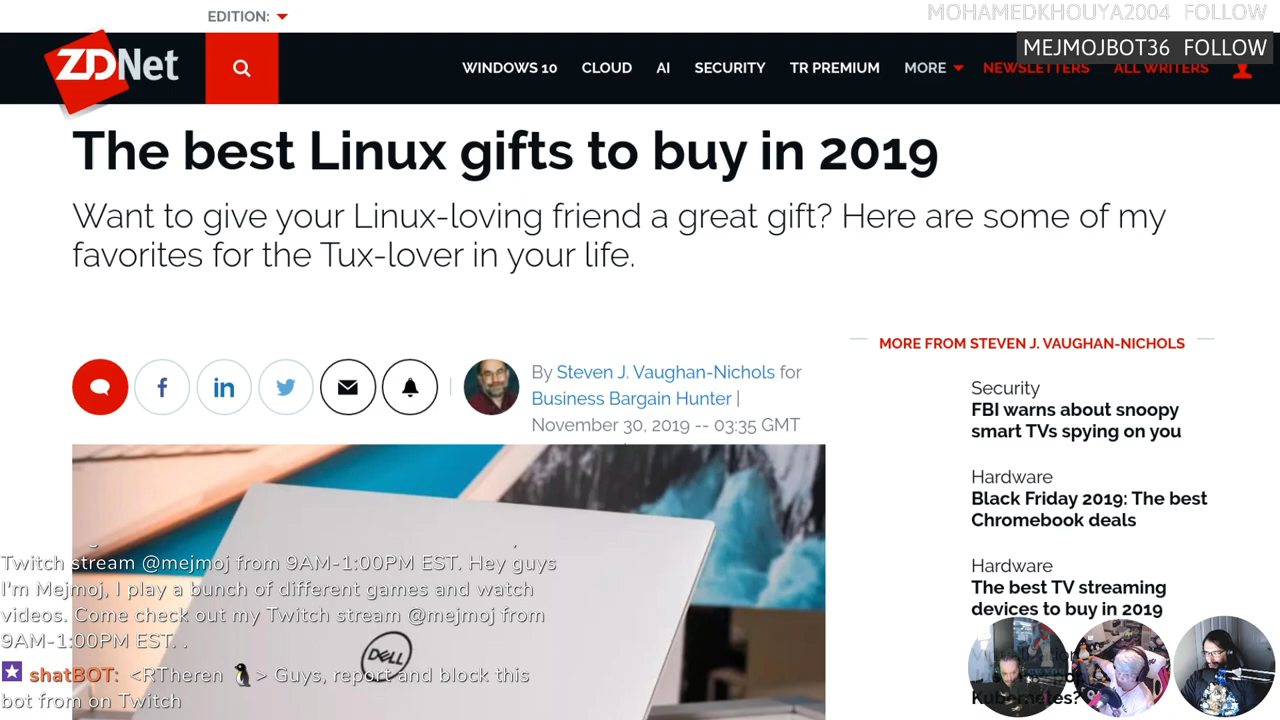 EDITION:
MOHAMEDKHOUYA2004 FOLLOW
MEJMOJBOT36 FOLLOW
ZDNet
WINDOWS 10 CLOUD AI SECURITY TR PREMIUM MORE NEWSLETTERS ALL WRITERS
The best Linux gifts to buy in 2019
Want to give your Linux-loving friend a great gift? Here are some of my
favorites for the Tux-lover in your life.
By Steven J. Vaughan-Nichols for
Business Bargain Hunter |
November 30, 2019 -- 03:35 GMT
MORE FROM STEVEN J. VAUGHAN-NICHOLS
Security
FBI warns about snoopy
smart TVs spying on you
Hardware
Black Friday 2019: The best
Chromebook deals
Hardware
The best TV streaming
devices to buy in 2019
Kubernetes?
DELL
Twitch stream @mejmoj from 9AM-1:00PM EST. Hey guys
I'm Mejmoj, I play a bunch of different games and watch
videos. Come check out my Twitch stream @mejmoj from
9AM-1:00PM EST. .
shatBOT: <RTheren 🐧> Guys, report and block this
bot from on Twitch